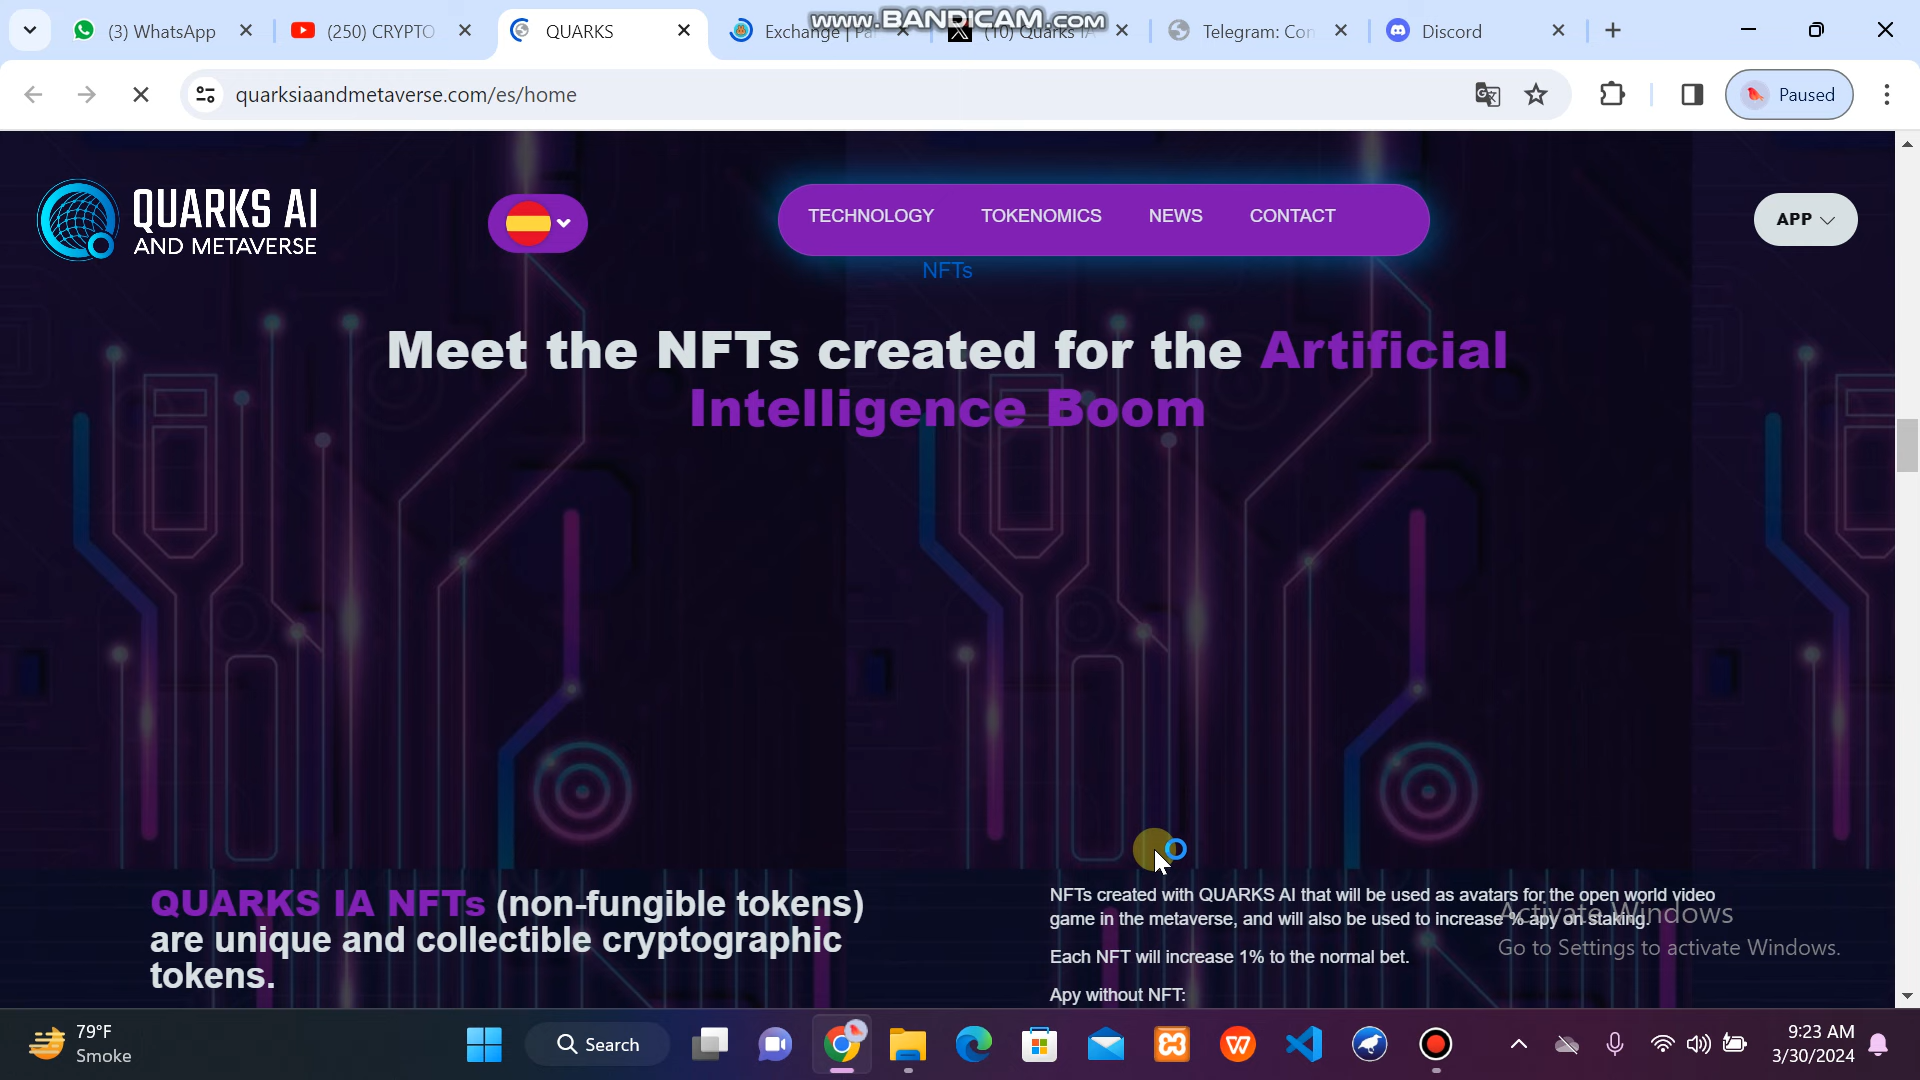 (3) WhatsApp
(250) CRYPTO
QUARKS
Exchange | Pa
(10) Quarks IA
Telegram: Con
Discord
www.BANDICAM.com
quarksiaandmetaverse.com/es/home
Paused
QUARKS AI
AND METAVERSE
TECHNOLOGY
TOKENOMICS
NEWS
CONTACT
APP
NFTs
Meet the NFTs created for the Artificial
Intelligence Boom
QUARKS IA NFTs (non-fungible tokens)
are unique and collectible cryptographic
tokens.
NFTs created with QUARKS AI that will be used as avatars for the open world video
game in the metaverse, and will also be used to increase % apy on staking.
Each NFT will increase 1% to the normal bet.
Apy without NFT:
Activate Windows
Go to Settings to activate Windows.
79°F
Smoke
Search
9:23 AM
3/30/2024